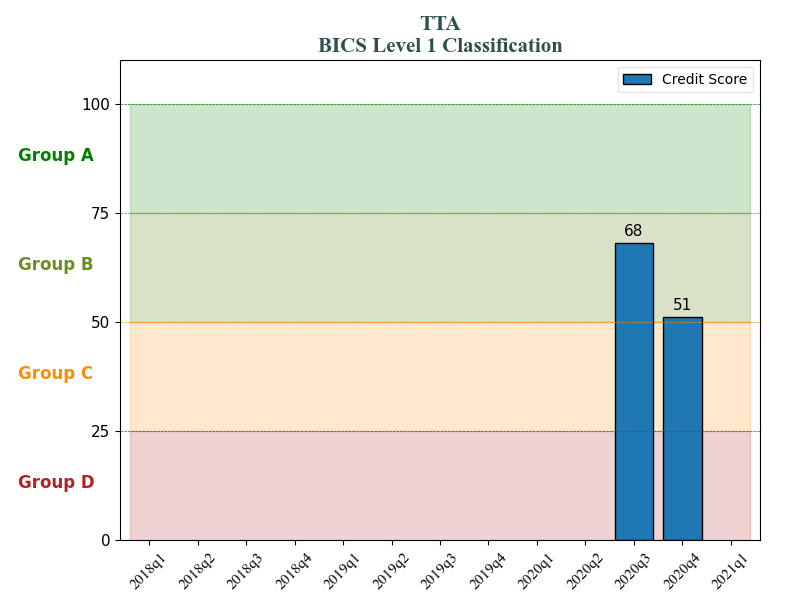 TTA
BICS Level 1 Classification
Credit Score
100
Group A
75
68
Group B
51
50
Group C
25
Group D
0
2018q1 2018q2 2018q3 2018q4 2019q1 2019q2 2019q3 2019q4 2020q1 2020q2 2020q3 2020q4 2021q1